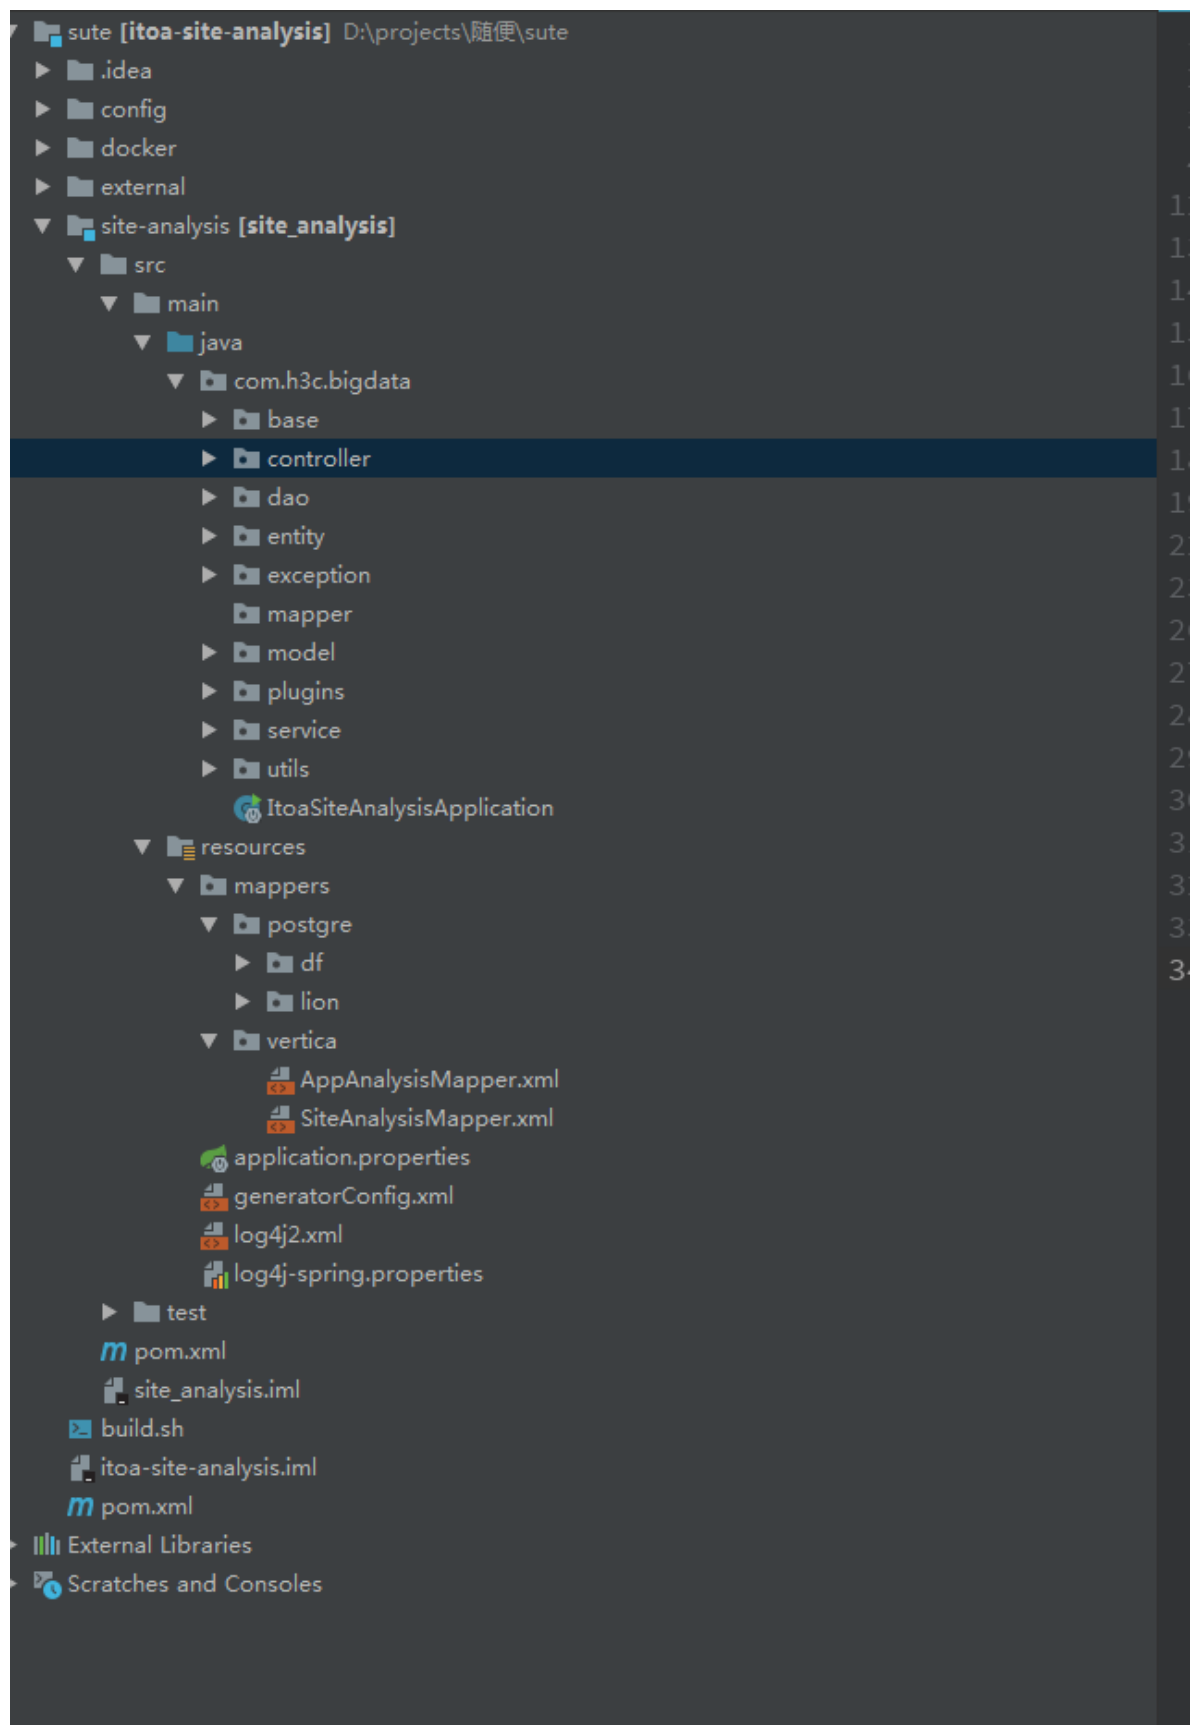 sute [itoa-site-analysis] D:\projects\随便\sute
.idea
config
docker
external
site-analysis [site_analysis]
src
main
java
com.h3c.bigdata
base
controller
dao
entity
exception
mapper
model
plugins
service
utils
ItoaSiteAnalysisApplication
resources
mappers
postgre
df
lion
vertica
AppAnalysisMapper.xml
SiteAnalysisMapper.xml
application.properties
generatorConfig.xml
log4j2.xml
log4j-spring.properties
test
pom.xml
site_analysis.iml
build.sh
itoa-site-analysis.iml
pom.xml
External Libraries
Scratches and Consoles